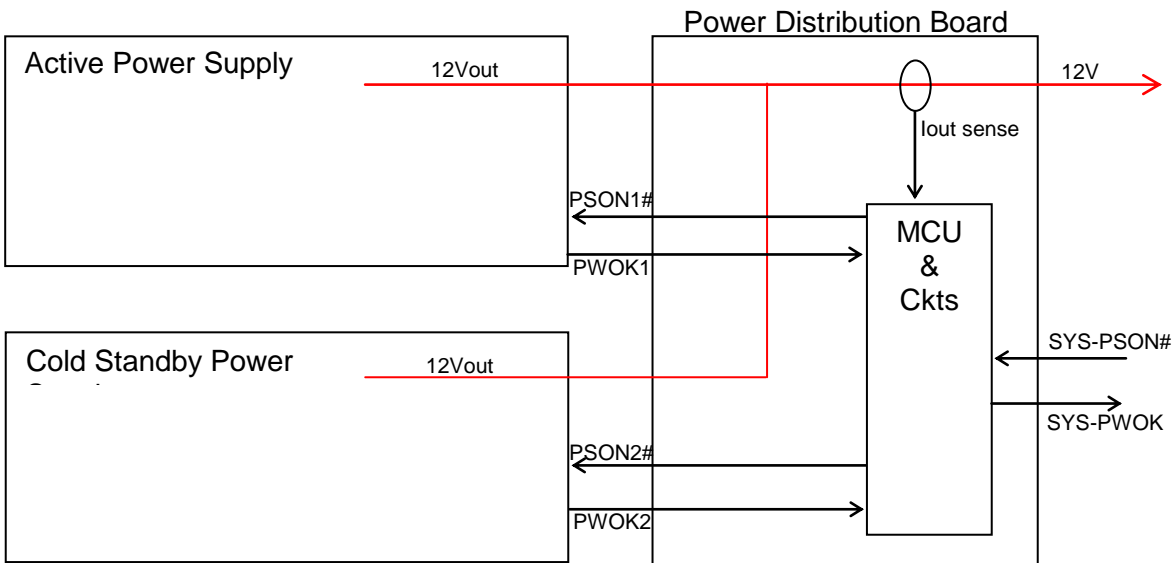 Power Distribution Board
Active Power Supply
12Vout
12V
Iout sense
PSON1#
PWOK1
MCU
&
Ckts
Cold Standby Power
12Vout
SYS-PSON#
SYS-PWOK
PSON2#
PWOK2